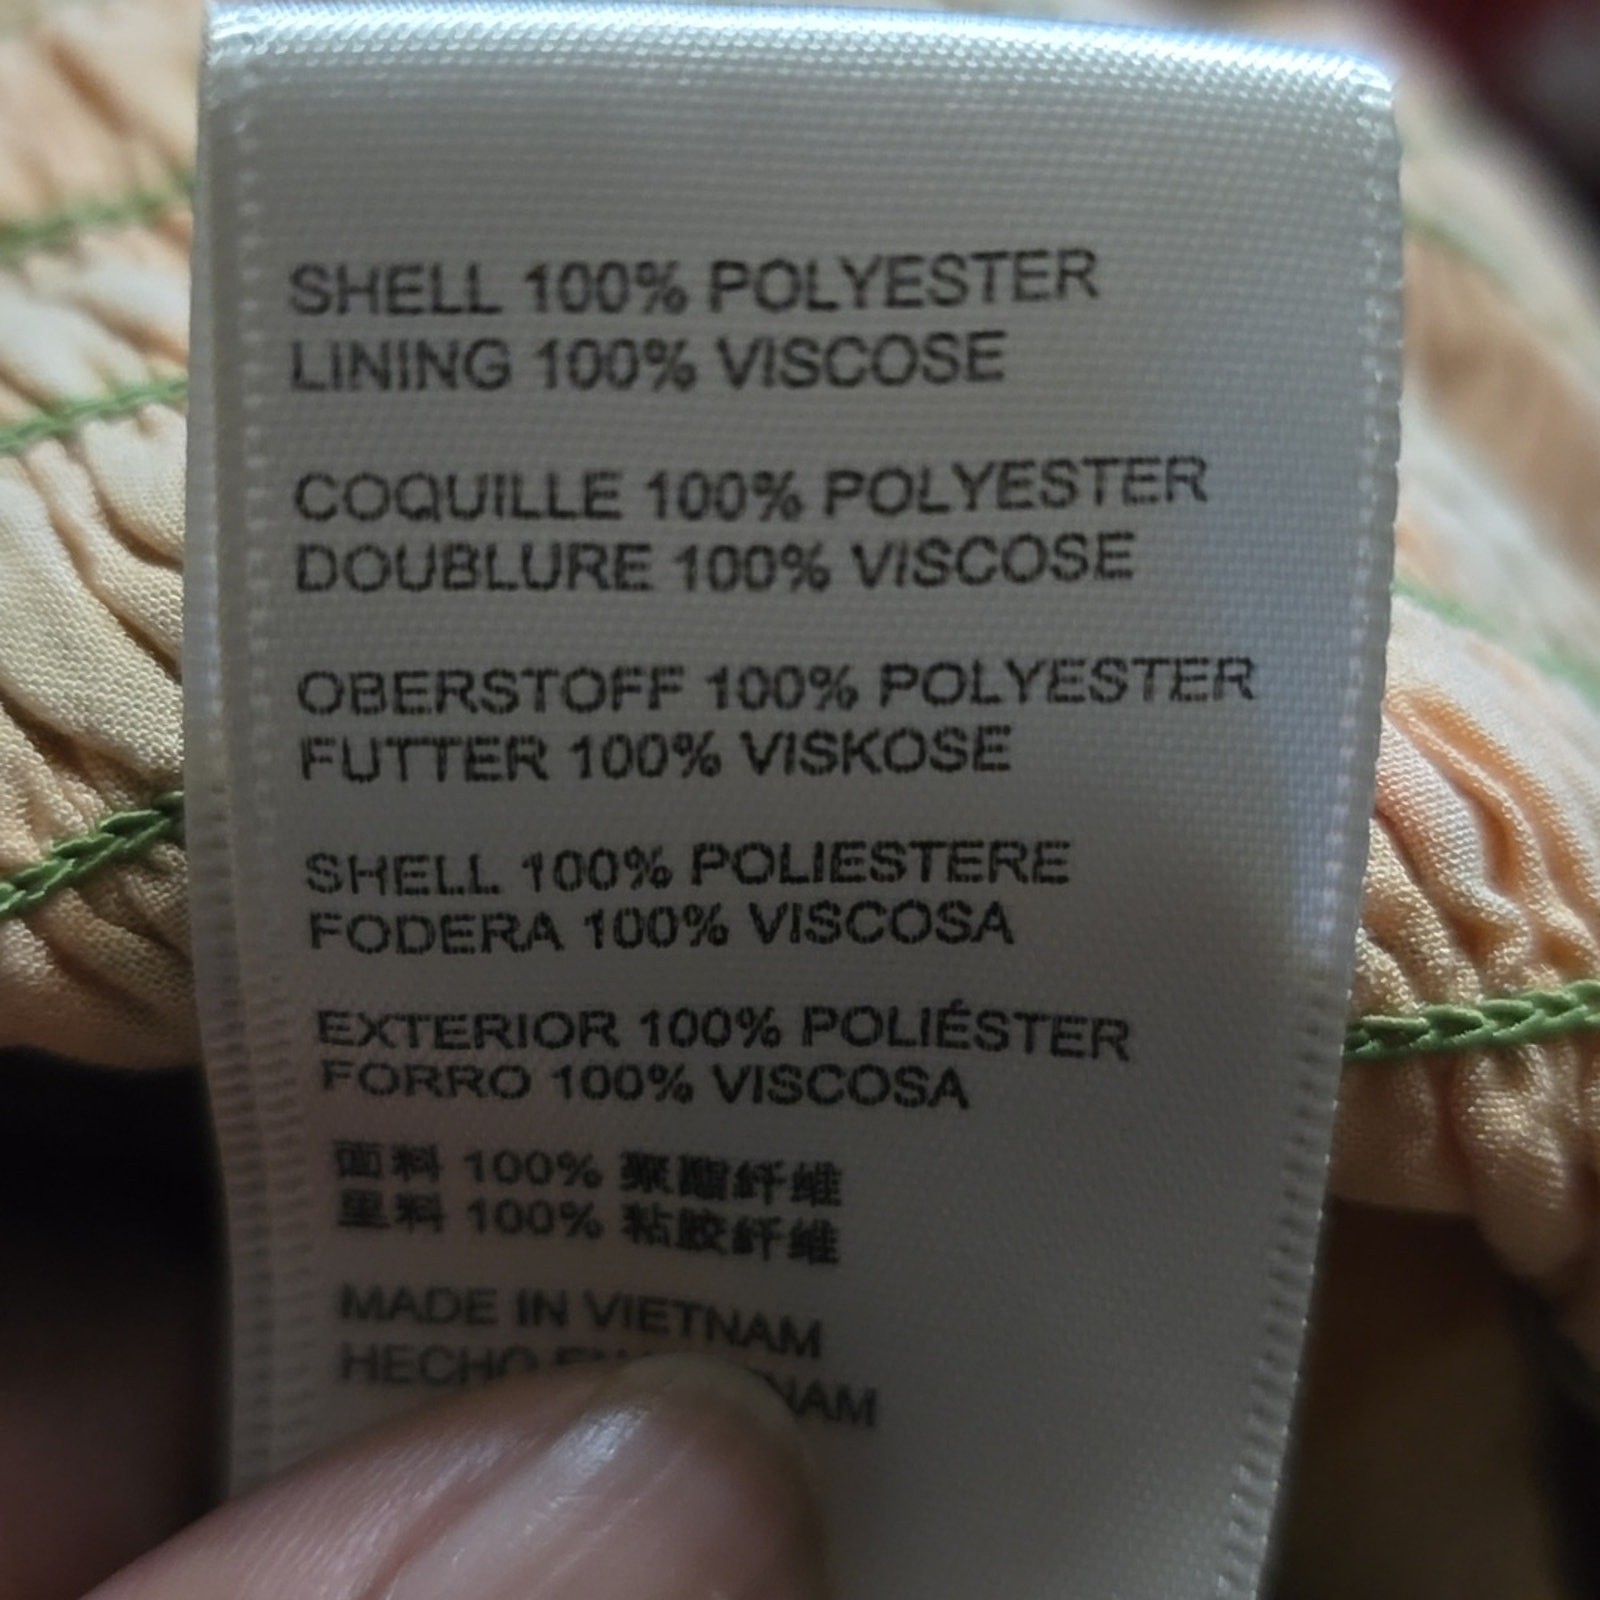 SHELL 100% POLYESTER
LINING 100% VISCOSE
COQUILLE 100% POLYESTER
DOUBLURE 100% VISCOSE
OBERSTOFF 100% POLYESTER
FUTTER 100% VISKOSE
SHELL 100% POLIESTERE
FODERA 100% VISCOSA
EXTERIOR 100% POLIÉSTER
FORRO 100% VISCOSA
面料 100% 聚酯纤维
里料 100% 粘胶纤维
MADE IN VIETNAM
HECHO EN